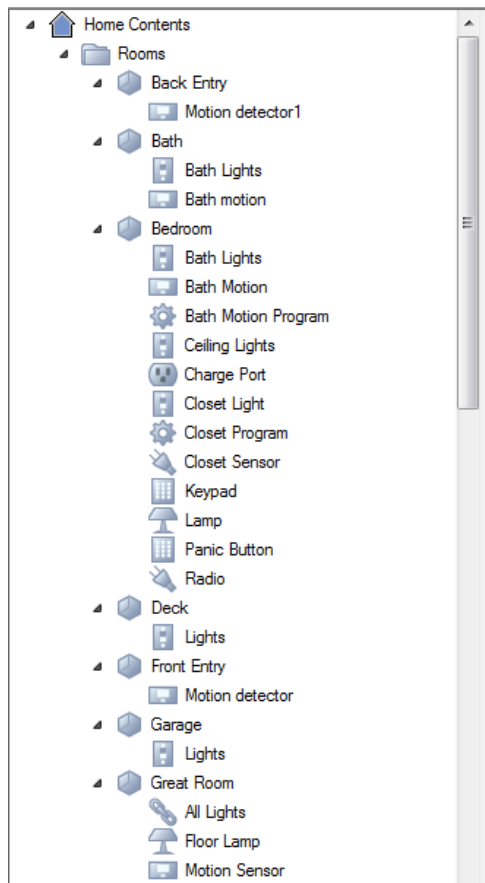 Home Contents
Rooms
Back Entry
Motion detector1
Bath
Bath Lights
Bath motion
Bedroom
Bath Lights
Bath Motion
Bath Motion Program
Ceiling Lights
Charge Port
Closet Light
Closet Program
Closet Sensor
Keypad
Lamp
Panic Button
Radio
Deck
Lights
Front Entry
Motion detector
Garage
Lights
Great Room
All Lights
Floor Lamp
Motion Sensor